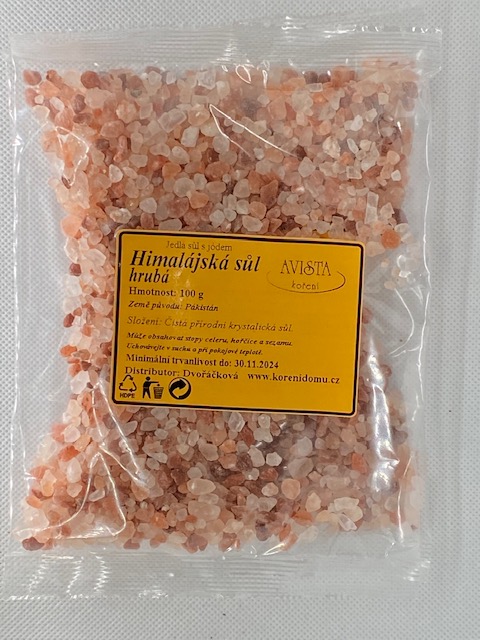 Jedlá sůl s jódem
Himalájská sůl
hrubá
AVISTA
koření
Hmotnost: 100 g
Země původu: Pakistán
Složení: Čistá přírodní krystalická sůl.
Může obsahovat stopy celeru, hořčice a sezamu.
Uchovávejte v suchu a při pokojové teplotě.
Minimální trvanlivost do: 30.11.2024
Distributor: Dvořáčková www.korenidomu.cz
HDPE